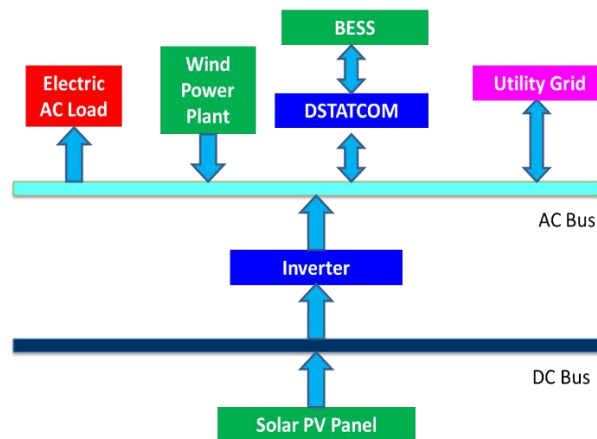 BESS
Electric
AC Load
Wind
Power
Plant
DSTATCOM
Utility Grid
AC Bus
Inverter
DC Bus
Solar PV Panel